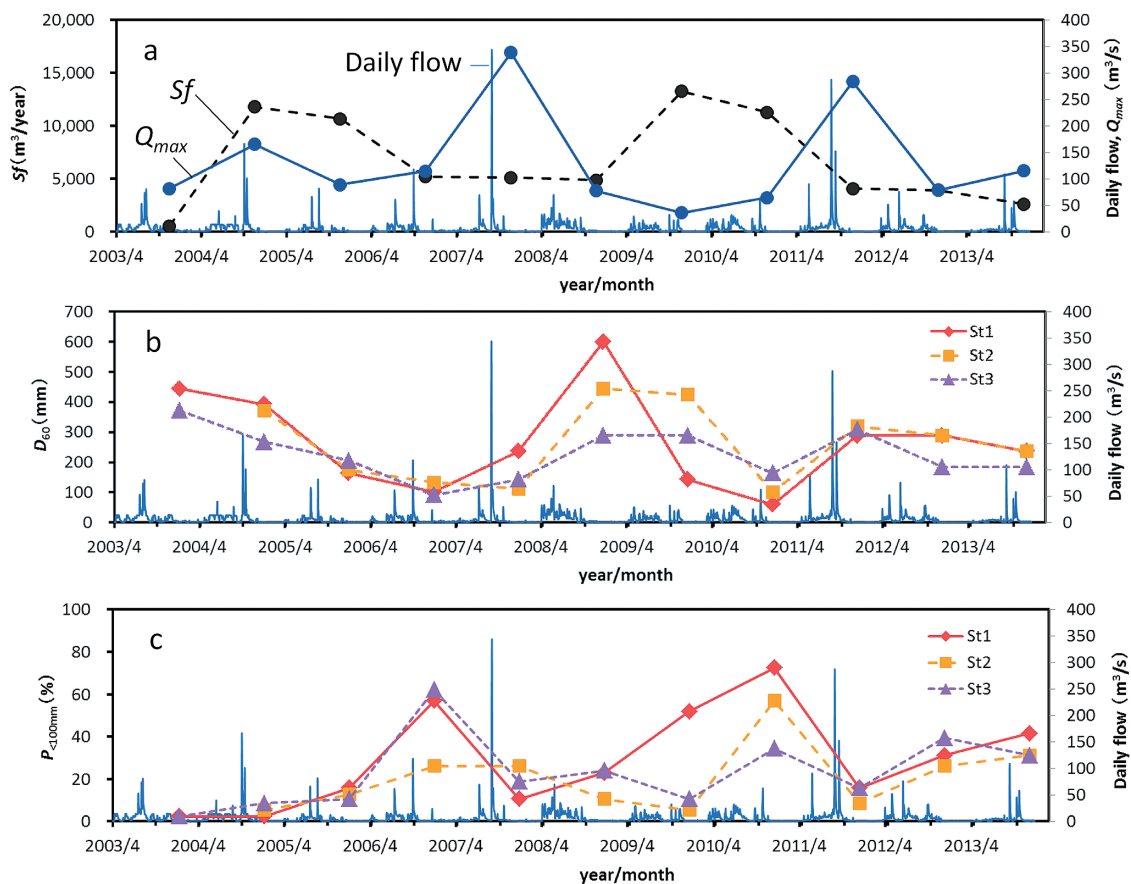 20,000 400
a
350
Daily flow
15,000 300
Sf
250
10,000 200
Qmax
150
5,000 100
50
0 0
Sf (m3/year)
Daily flow, Qmax (m3/s)
2003/4 2004/4 2005/4 2006/4 2007/4 2008/4 2009/4 2010/4 2011/4 2012/4 2013/4
year/month
700 400
b
St1
600 350
St2
500 300
St3
250
400 200
300 150
200 100
100 50
0 0
D60 (mm)
Daily flow (m3/s)
2003/4 2004/4 2005/4 2006/4 2007/4 2008/4 2009/4 2010/4 2011/4 2012/4 2013/4
year/month
100 400
c
St1
350
St2
80 300
St3
250
60 200
40 150
100
20 50
0 0
P<100mm (%)
Daily flow (m3/s)
2003/4 2004/4 2005/4 2006/4 2007/4 2008/4 2009/4 2010/4 2011/4 2012/4 2013/4
year/month